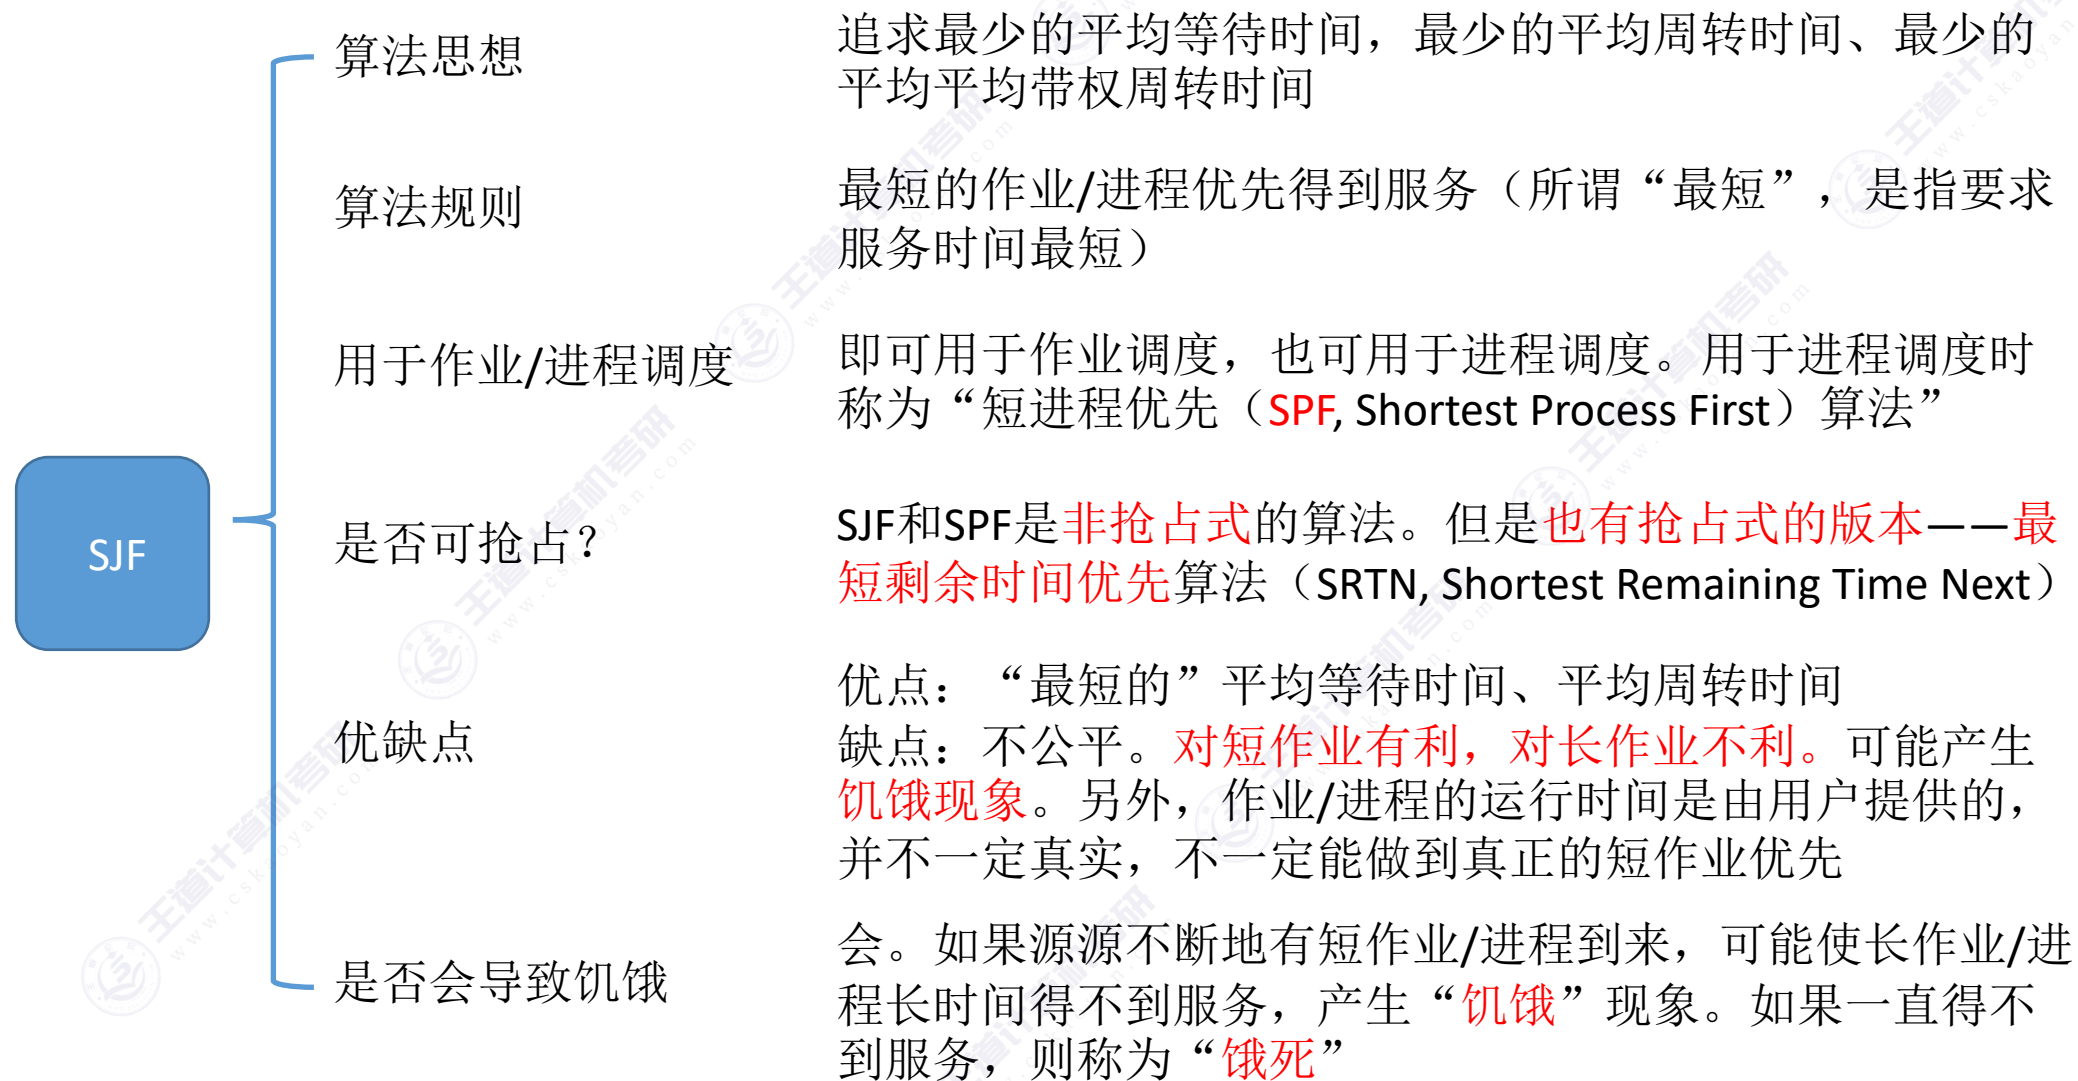 SJF
算法思想
追求最少的平均等待时间，最少的平均周转时间、最少的
平均平均带权周转时间
算法规则
最短的作业/进程优先得到服务（所谓“最短”，是指要求
服务时间最短）
用于作业/进程调度
即可用于作业调度，也可用于进程调度。用于进程调度时
称为“短进程优先（SPF, Shortest Process First）算法”
是否可抢占？
SJF和SPF是非抢占式的算法。但是也有抢占式的版本——最
短剩余时间优先算法（SRTN, Shortest Remaining Time Next）
优缺点
优点：“最短的”平均等待时间、平均周转时间
缺点：不公平。对短作业有利，对长作业不利。可能产生
饥饿现象。另外，作业/进程的运行时间是由用户提供的，
并不一定真实，不一定能做到真正的短作业优先
是否会导致饥饿
会。如果源源不断地有短作业/进程到来，可能使长作业/进
程长时间得不到服务，产生“饥饿”现象。如果一直得不
到服务，则称为“饿死”
王道计算机考研
www.cskaoyan.com